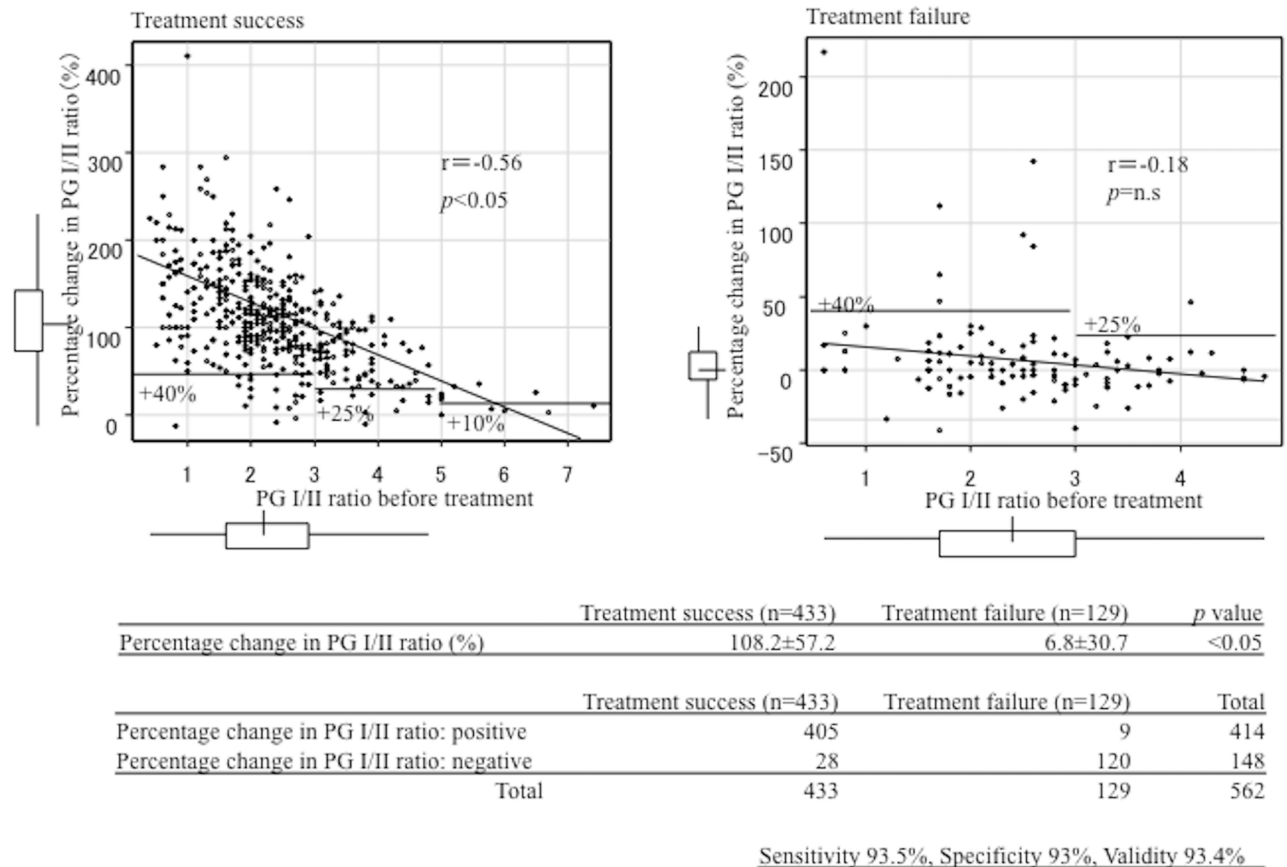 Treatment success
Percentage change in PG I/II ratio(%)
400
300
200
100
0
r=-0.56
p<0.05
+40%
+25%
+10%
1 2 3 4 5 6 7
PG I/II ratio before treatment
Treatment failure
Percentage change in PG I/II ratio (%)
200
150
100
50
0
−50
r=-0.18
p=n.s
+40%
+25%
1 2 3 4
PG I/II ratio before treatment
Treatment success (n=433) Treatment failure (n=129) p value
Percentage change in PG I/II ratio (%) 108.2±57.2 6.8±30.7 <0.05
Treatment success (n=433) Treatment failure (n=129) Total
Percentage change in PG I/II ratio: positive 405 9 414
Percentage change in PG I/II ratio: negative 28 120 148
Total 433 129 562
Sensitivity 93.5%, Specificity 93%, Validity 93.4%